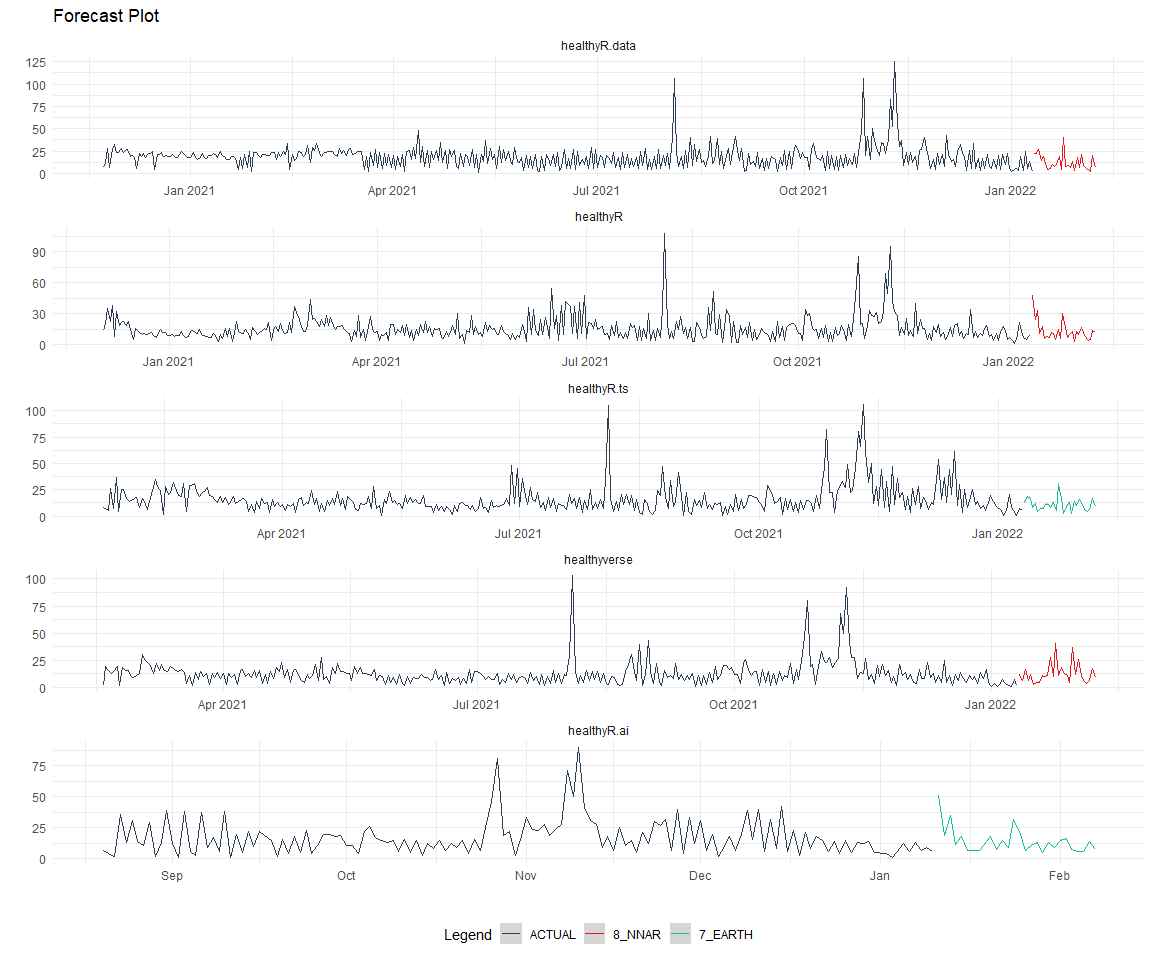 Forecast Plot
healthyR.data
125
100
75
50
25
0
Jan 2021 Apr 2021 Jul 2021 Oct 2021 Jan 2022
healthyR
90
60
30
0
Jan 2021 Apr 2021 Jul 2021 Oct 2021 Jan 2022
healthyR.ts
100
75
50
25
0
Apr 2021 Jul 2021 Oct 2021 Jan 2022
healthyverse
100
75
50
25
0
Apr 2021 Jul 2021 Oct 2021 Jan 2022
healthyR.ai
75
50
25
0
Sep Oct Nov Dec Jan Feb
Legend ACTUAL 8_NNAR 7_EARTH